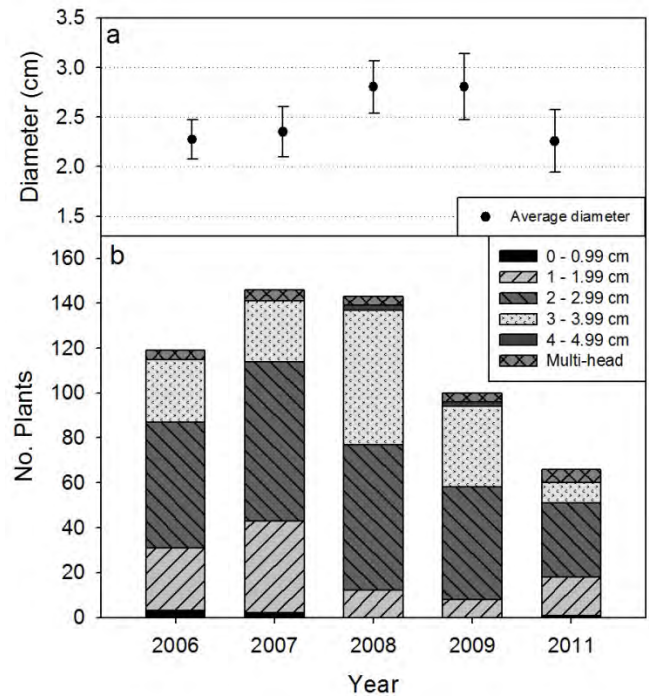 a
Diameter (cm)
3.5
3.0
2.5
2.0
1.5
Average diameter
b
No. Plants
160
140
120
100
80
60
40
20
0
0 - 0.99 cm
1 - 1.99 cm
2 - 2.99 cm
3 - 3.99 cm
4 - 4.99 cm
Multi-head
2006 2007 2008 2009 2011
Year